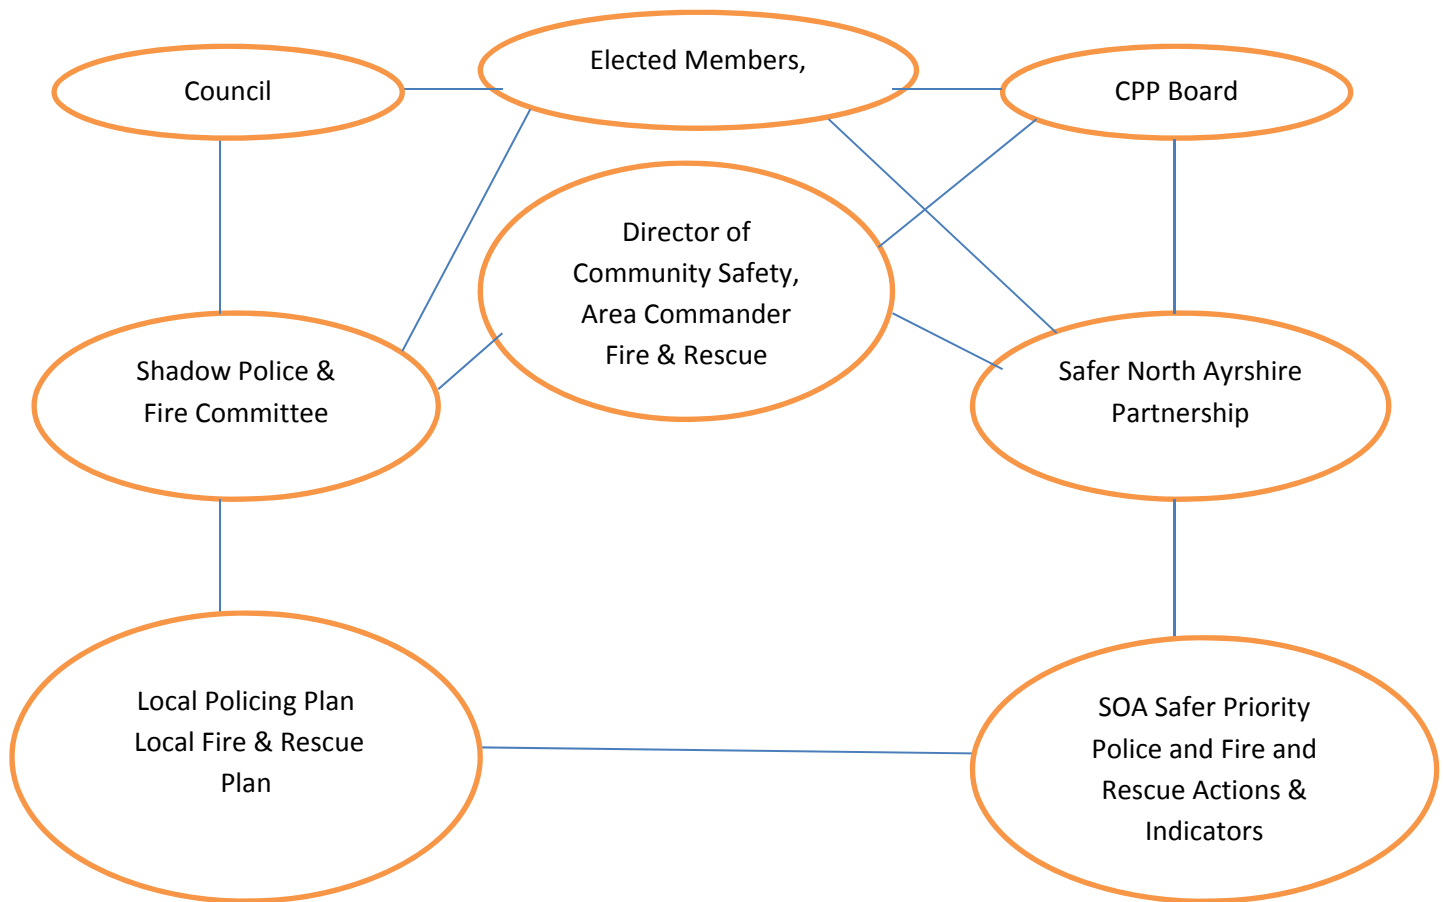 Elected Members,
Council
CPP Board
Director of
Community Safety,
Area Commander
Fire & Rescue
Shadow Police &
Fire Committee
Safer North Ayrshire
Partnership
Local Policing Plan
Local Fire & Rescue
Plan
SOA Safer Priority
Police and Fire and
Rescue Actions &
Indicators